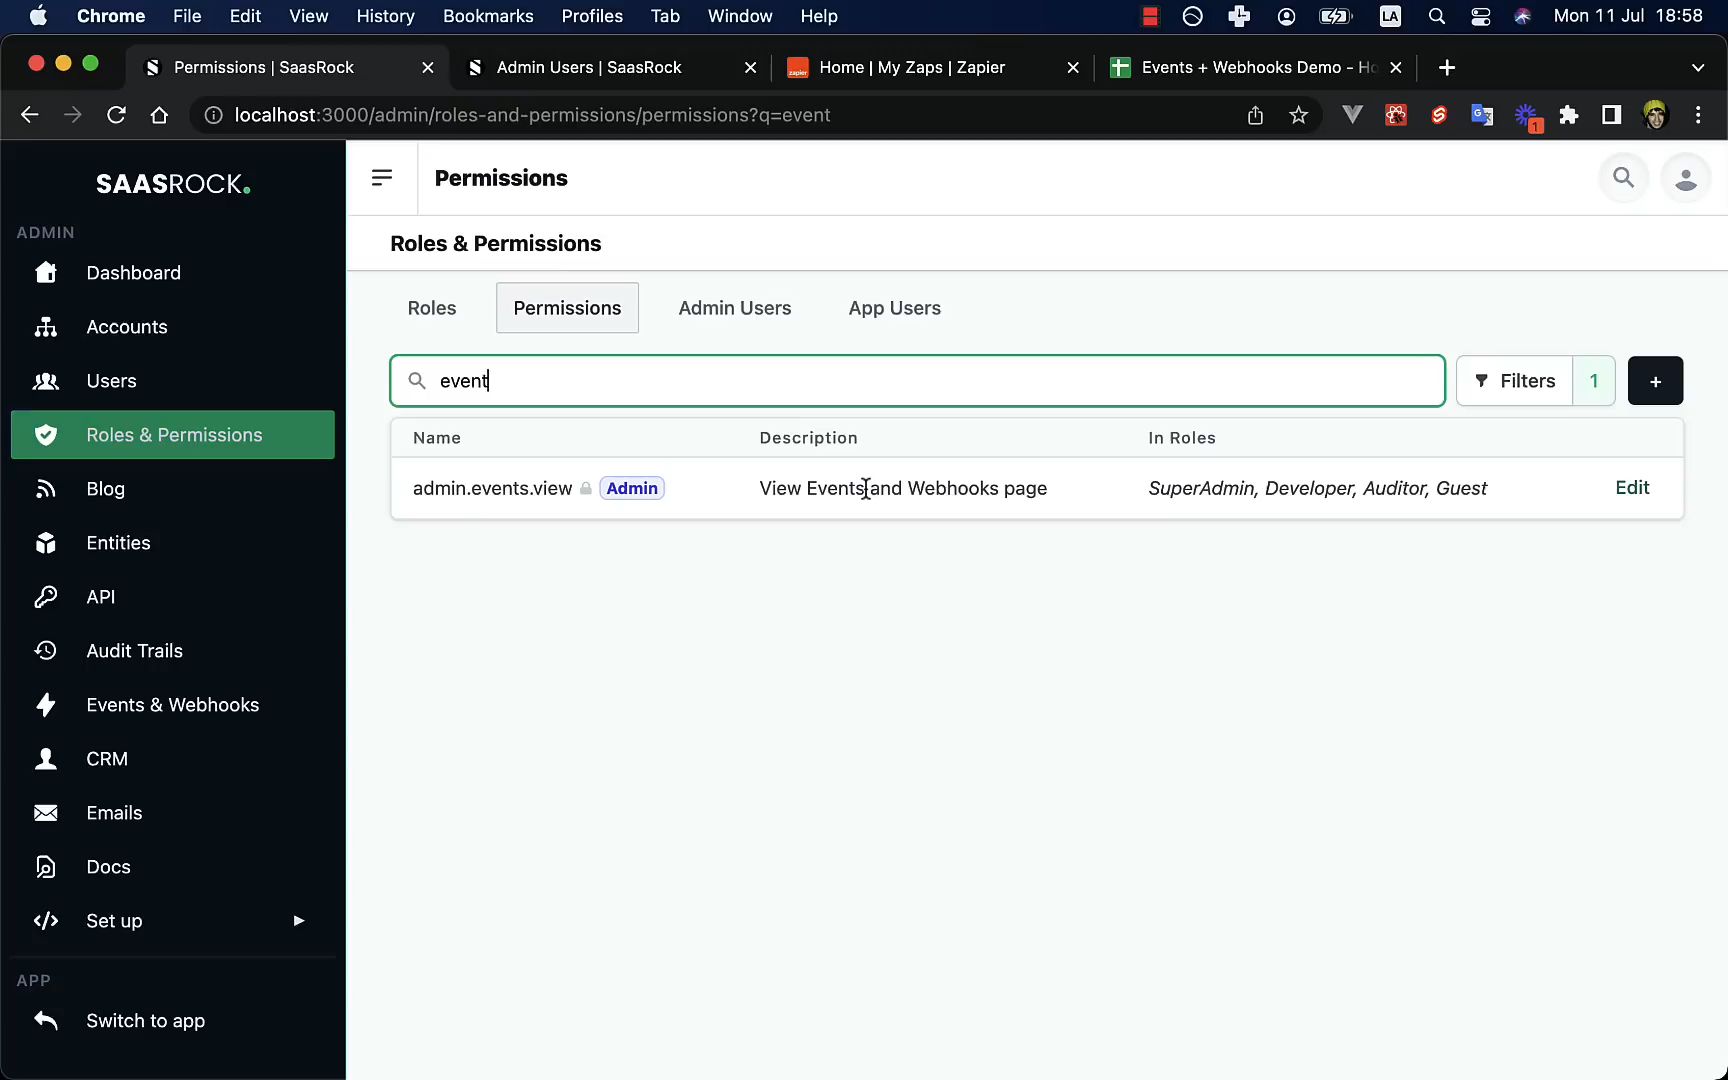 Chrome File Edit View History Bookmarks Profiles Tab Window Help LA Mon 11 Jul 18:58
Permissions | SaasRock Admin Users | SaasRock zapier Home | My Zaps | Zapier Events + Webhooks Demo - Ho
localhost:3000/admin/roles-and-permissions/permissions?q=event 1
SAASROCK.
Permissions
ADMIN
Dashboard
Accounts
Users
Roles & Permissions
Blog
Entities
API
Audit Trails
Events & Webhooks
CRM
Emails
Docs
Set up
APP
Switch to app
Roles & Permissions
Roles Permissions Admin Users App Users
event Filters 1 +
Name Description In Roles
admin.events.view Admin View Events and Webhooks page SuperAdmin, Developer, Auditor, Guest Edit